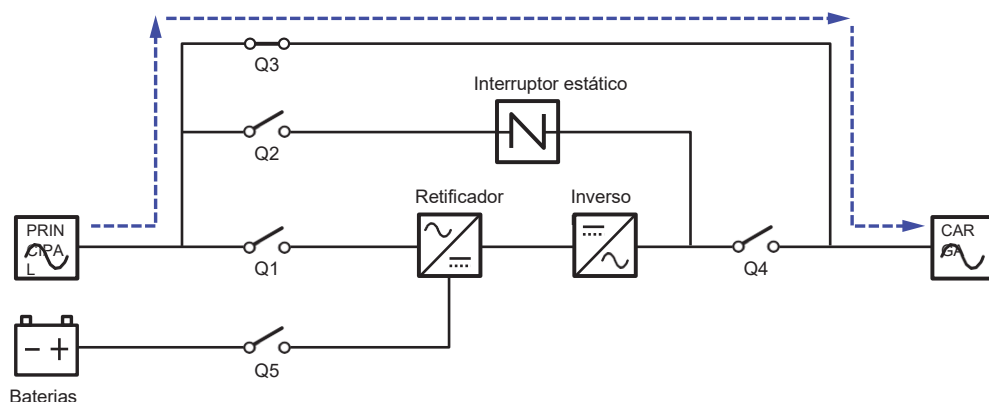 Q3
Interruptor estático
Q2
Retificador
Inverso
PRIN
CIPA
L
Q1
Q4
CAR
GA
Q5
Baterias